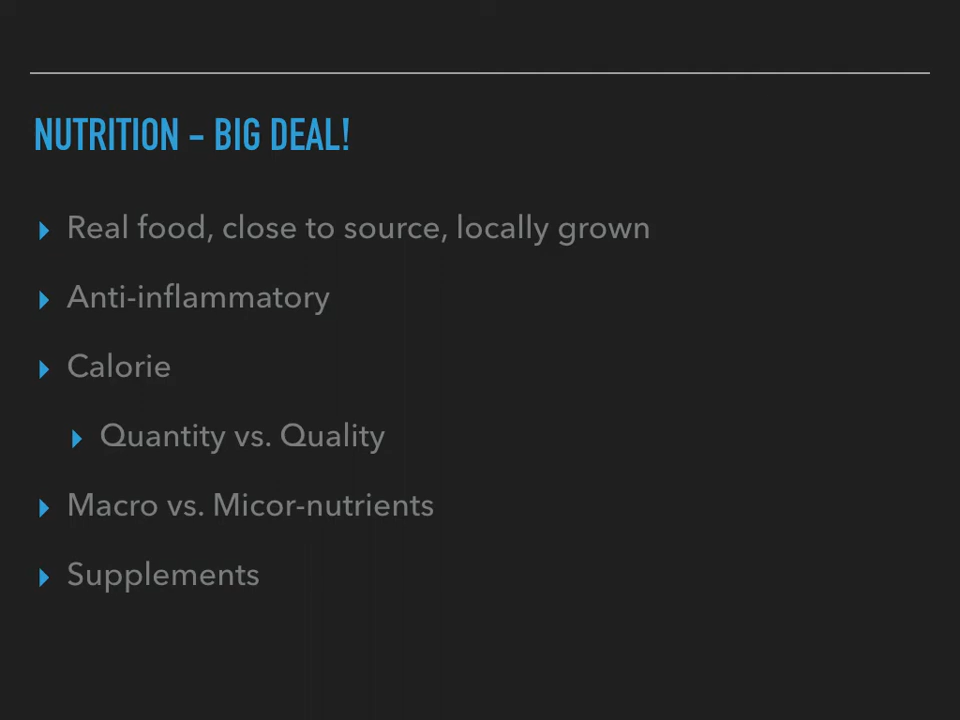 NUTRITION – BIG DEAL!
Real food, close to source, locally grown
Anti-inflammatory
Calorie
Quantity vs. Quality
Macro vs. Micor-nutrients
Supplements